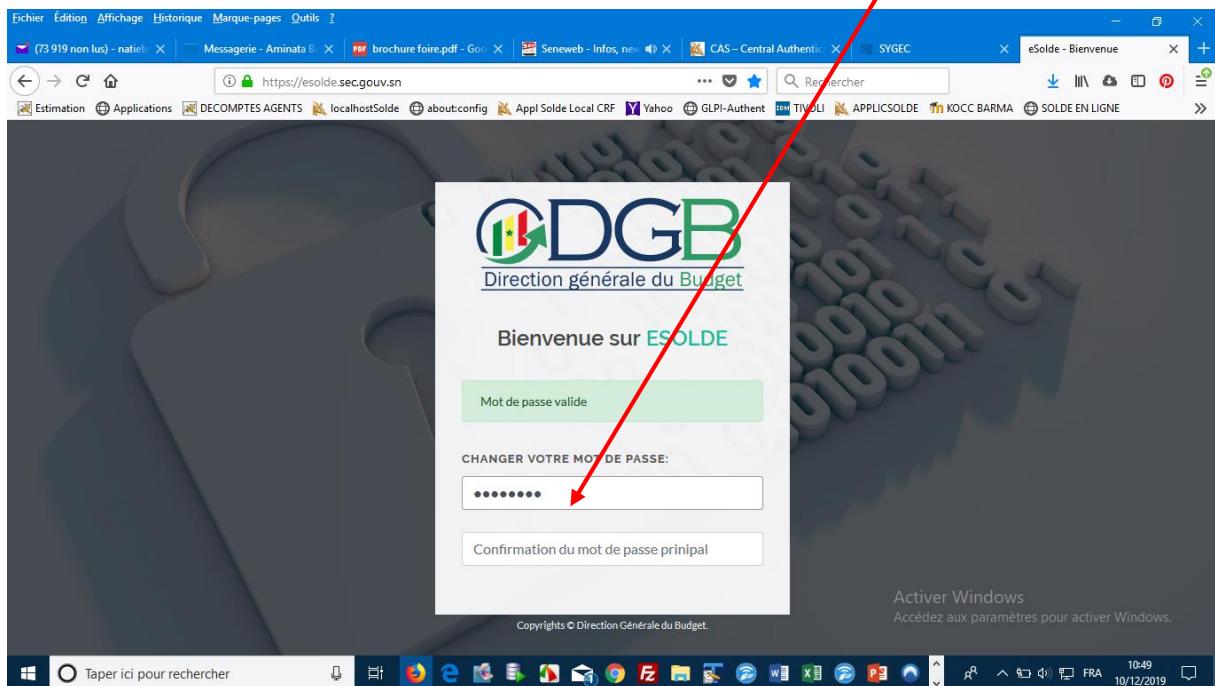 Fichier Édition Affichage Historique Marque-pages Outils ?
(73 919 non lus) - natieb
Messagerie - Aminata B
brochure foire.pdf - Goo
Seneweb - Infos, new
CAS – Central Authentic
SYGEC
eSolde - Bienvenue
https://esolde.sec.gouv.sn
Rechercher
Estimation Applications DECOMPTES AGENTS localhostSolde about:config Appl Solde Local CRF Yahoo GLPI-Authent TIVOLI APPLICSOLDE KOCC BARMA SOLDE EN LIGNE
DGB
Direction générale du Budget
Bienvenue sur ESOLDE
Mot de passe valide
CHANGER VOTRE MOT DE PASSE:
Confirmation du mot de passe prinipal
Copyrights © Direction Générale du Budget.
Activer Windows
Accédez aux paramètres pour activer Windows.
Taper ici pour rechercher
FRA
10:49
10/12/2019